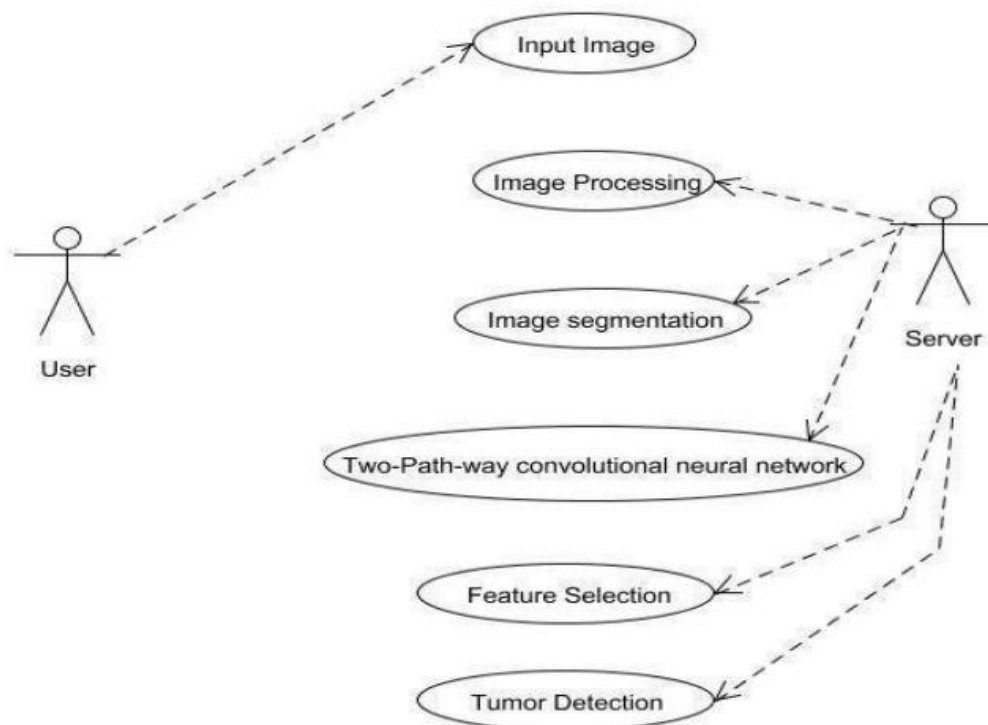 Input Image
Image Processing
Image segmentation
User
Server
Two-Path-way convolutional neural network
Feature Selection
Tumor Detection